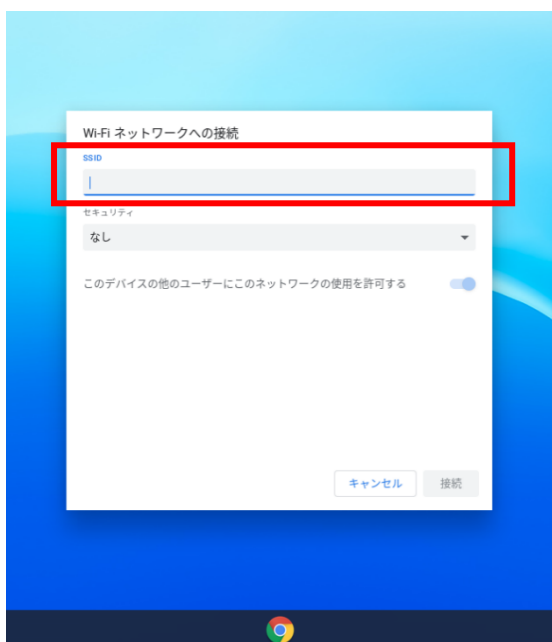 Wi-Fi ネットワークへの接続
SSID
セキュリティ
なし
このデバイスの他のユーザーにこのネットワークの使用を許可する
キャンセル 接続